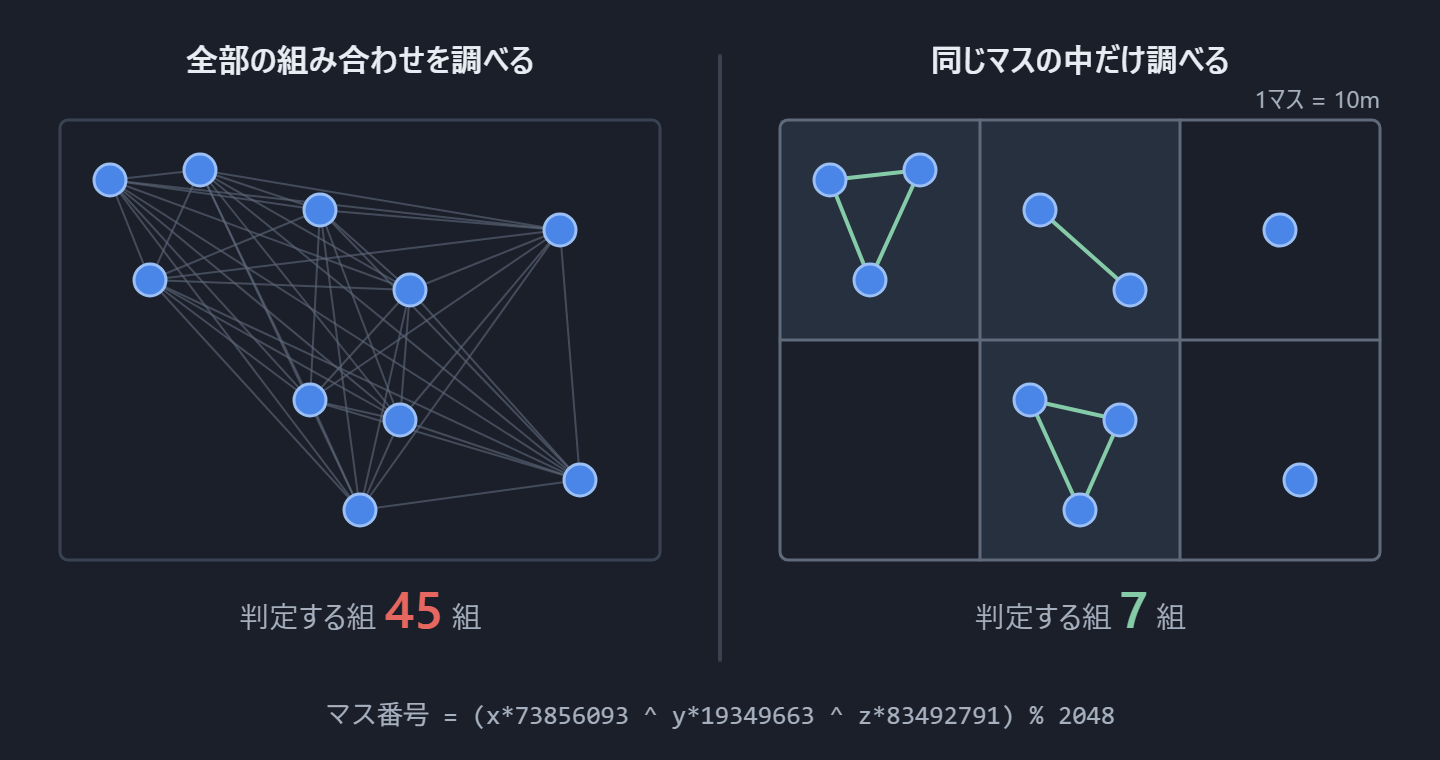 全部の組み合わせを調べる
同じマスの中だけ調べる
1マス = 10m
判定する組 45 組
判定する組 7 組
マス番号 = (x*73856093 ^ y*19349663 ^ z*83492791) % 2048